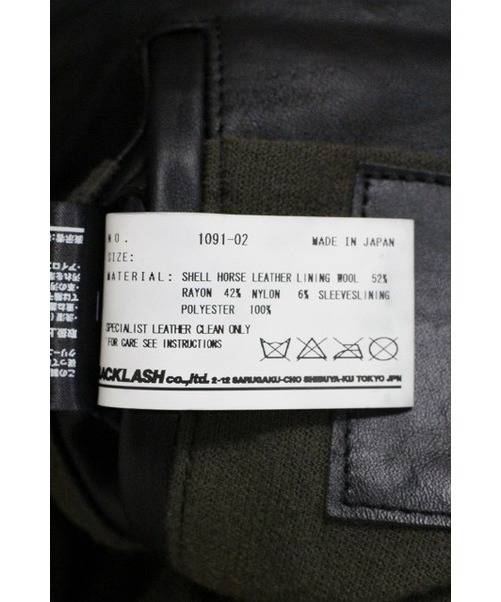 NO. 1091-02 MADE IN JAPAN
SIZE:
MATERIAL: SHELL HORSE LEATHER LINING WOOL 52%
RAYON 42% NYLON 6% SLEEVESLINING
POLYESTER 100%
SPECIALIST LEATHER CLEAN ONLY
FOR CARE SEE INSTRUCTIONS
ACKLASH co.,ltd. 2-12 SARUGAKU-CHO SHIBUYA-KU TOKYO JPN